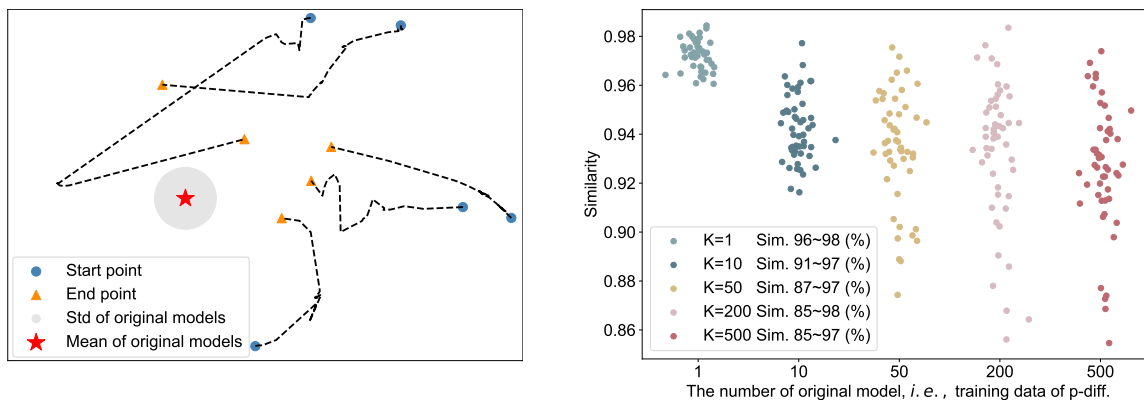 Start point
End point
Std of original models
Mean of original models
Similarity
0.98
0.96
0.94
0.92
0.90
0.88
0.86
K=1 Sim. 96~98 (%)
K=10 Sim. 91~97 (%)
K=50 Sim. 87~97 (%)
K=200 Sim. 85~98 (%)
K=500 Sim. 85~97 (%)
1 10 50 200 500
The number of original model, i.e., training data of p-diff.